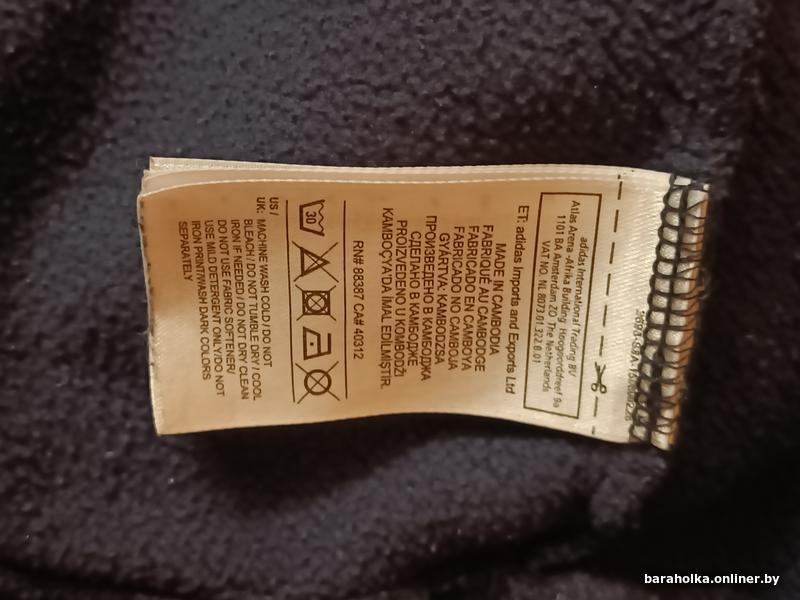 adidas International Trading BV
Atlas Arena -Afrika Building, Hoogoorddreef 9a
1101 BA Amsterdam ZO The Netherlands
VAT NO. NL 8073.01.322.B.01
ET: adidas Imports and Exports Ltd
MADE IN CAMBODIA
FABRIQUÉ AU CAMBODGE
FABRICADO EN CAMBOYA
FABRICADO NO CAMBOJA
GYÁRTVA: KAMBODZSA
ПРОИЗВЕДЕНО В КАМБОДЖА
СДЕЛАНО В КАМБОДЖЕ
PROIZVEDENO U KOMBODŽI
KAMBOÇYA'DA İMAL EDİLMİŞTİR.
RN# 88387 CA# 40312
30
US /
UK: MACHINE WASH COLD / DO NOT
BLEACH / DO NOT TUMBLE DRY / COOL
IRON IF NEEDED / DO NOT DRY CLEAN
DO NOT USE FABRIC SOFTENER/
USE MILD DETERGENT ONLY/DO NOT
IRON PRINT/WASH DARK COLORS
SEPARATELY
baraholka.onliner.by